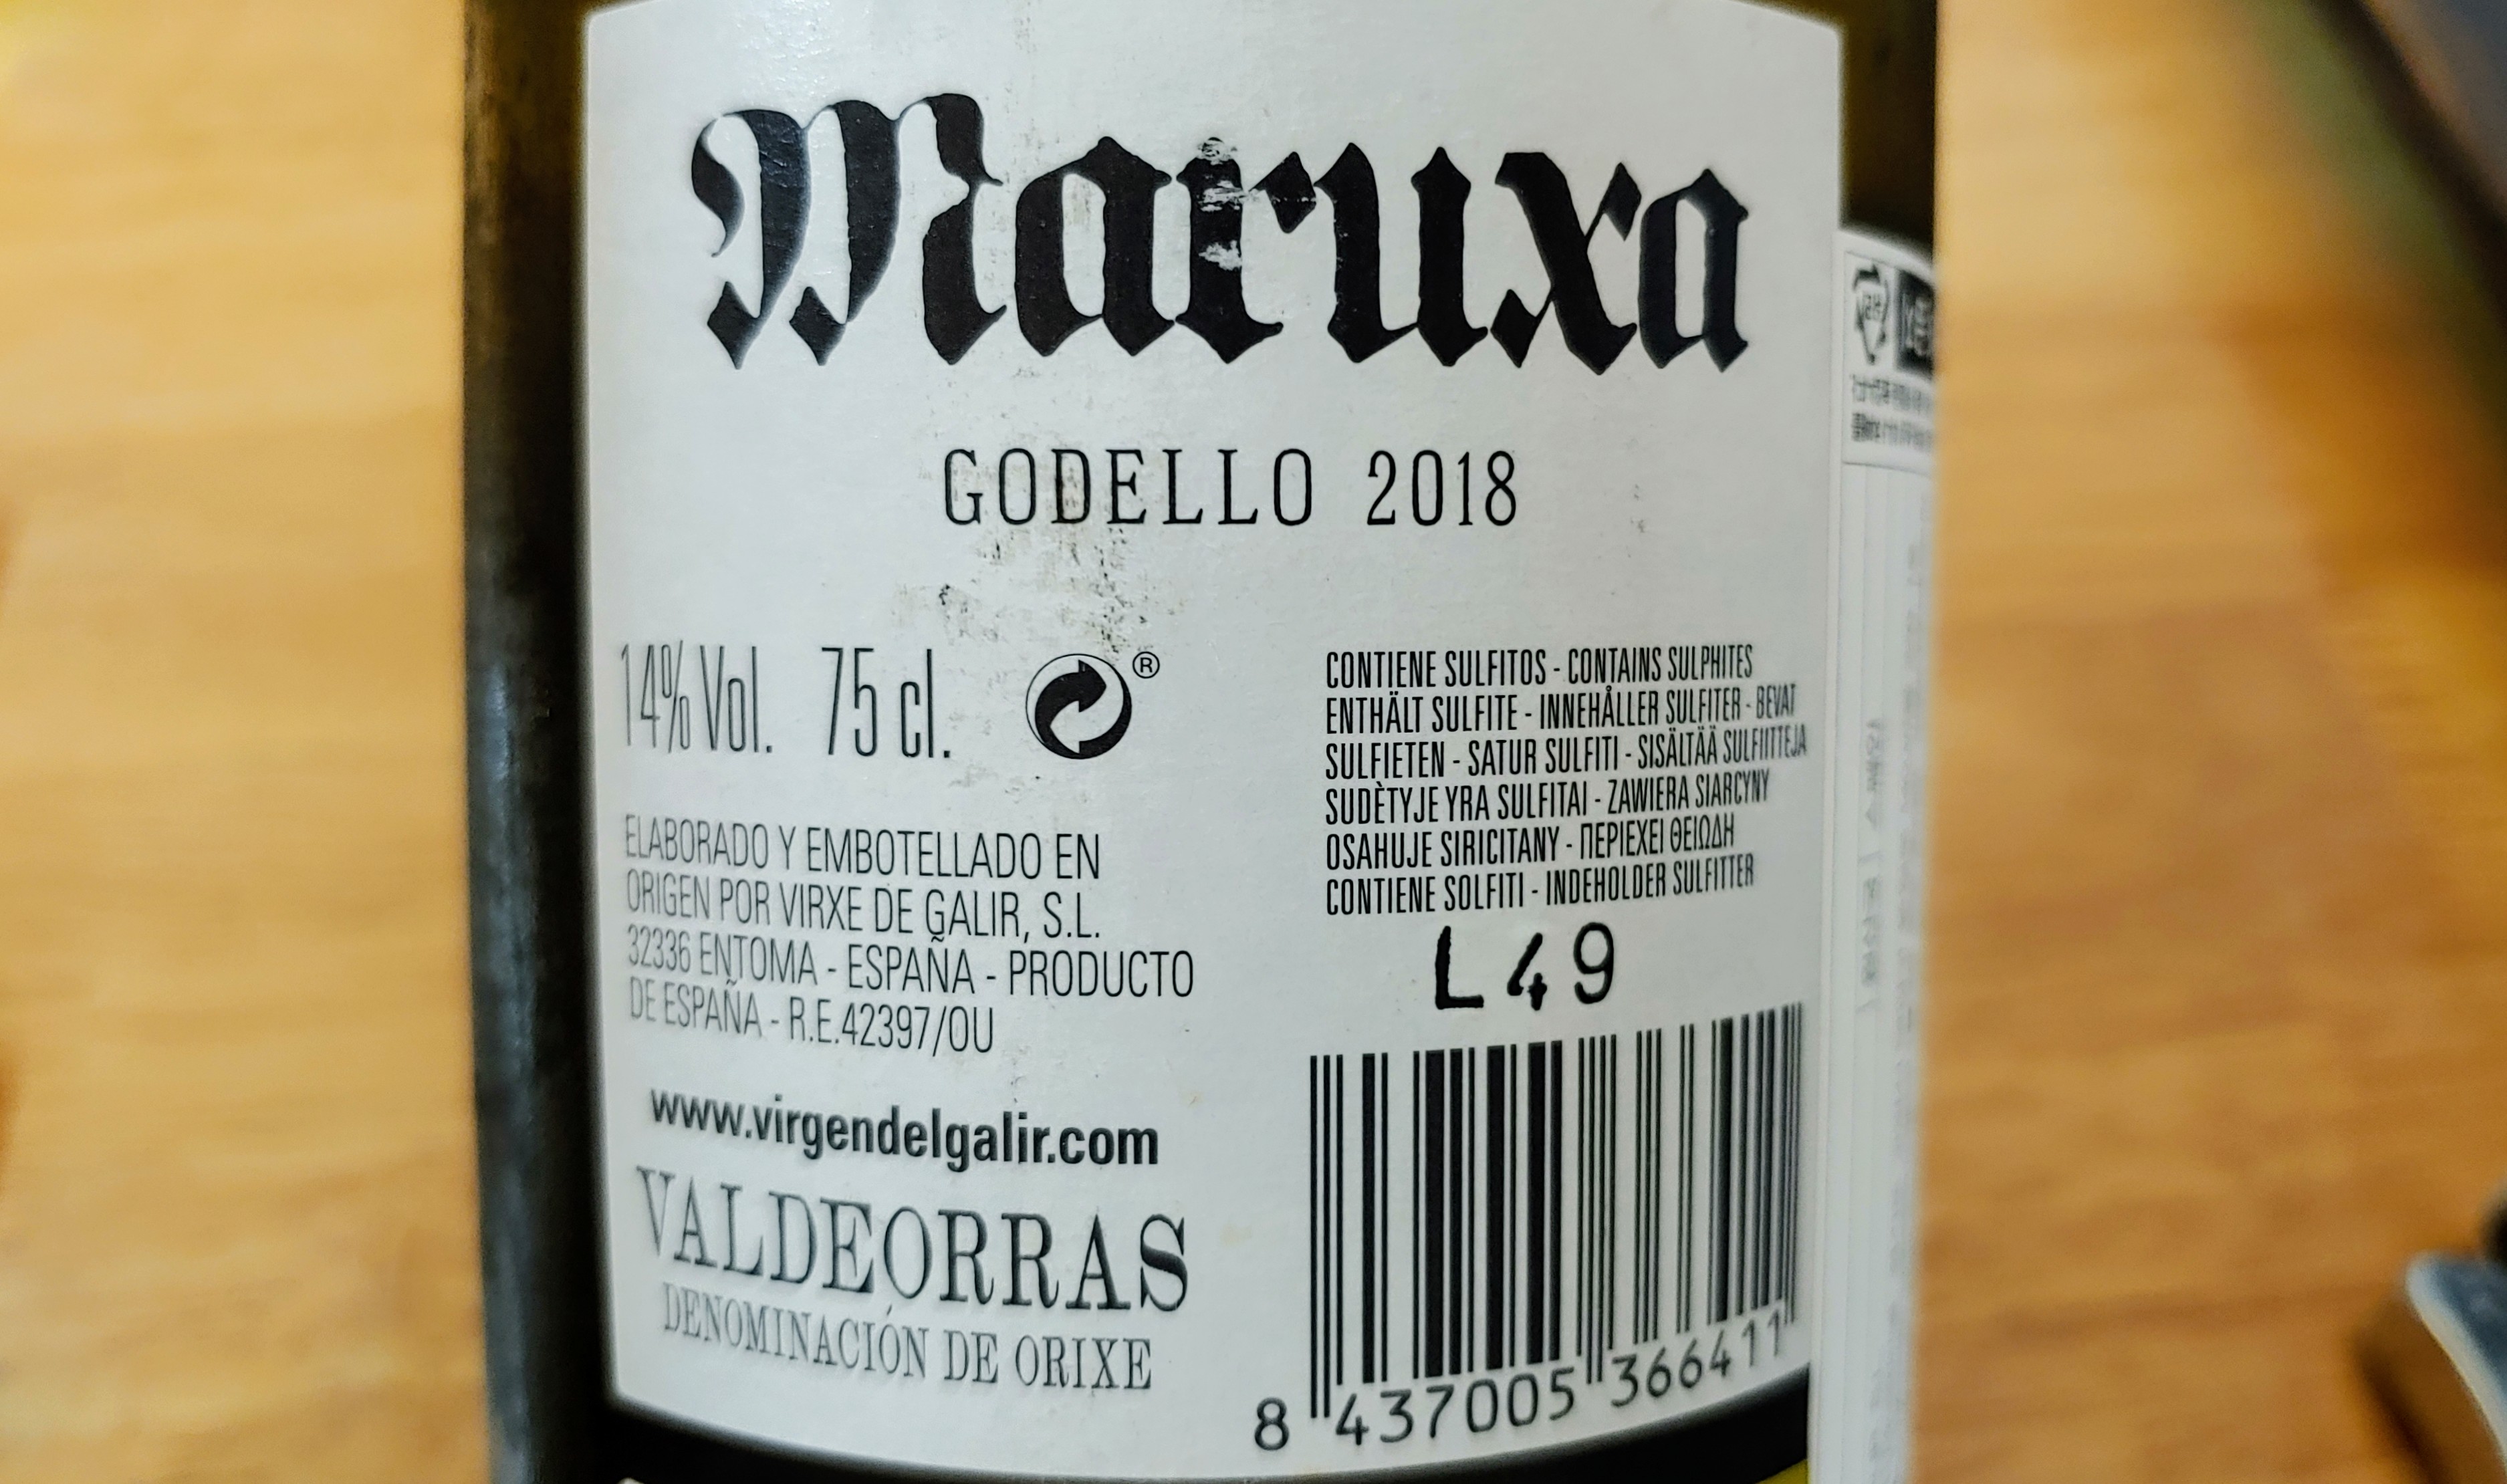 Maruxa
GODELLO 2018
14% Vol. 75 cl. ®
ELABORADO Y EMBOTELLADO EN
ORIGEN POR VIRXE DE GALIR, S.L.
32336 ENTOMA - ESPAÑA - PRODUCTO
DE ESPAÑA - R.E.42397/OU
www.virgendelgalir.com
VALDEORRAS
DENOMINACIÓN DE ORIXE
CONTIENE SULFITOS - CONTAINS SULPHITES
ENTHÄLT SULFITE - INNEHÅLLER SULFITER - BEVAT
SULFIETEN - SATUR SULFITI - SISÄLTÄÄ SULFIITTEJA
SUDÈTYJE YRA SULFITAI - ZAWIERA SIARCYNY
OSAHUJE SIRICITANY - ΠΕΡΙΕΧΕΙ ΘΕΙΩΔΗ
CONTIENE SOLFITI - INDEHOLDER SULFITTER
L49
8 437005 366411